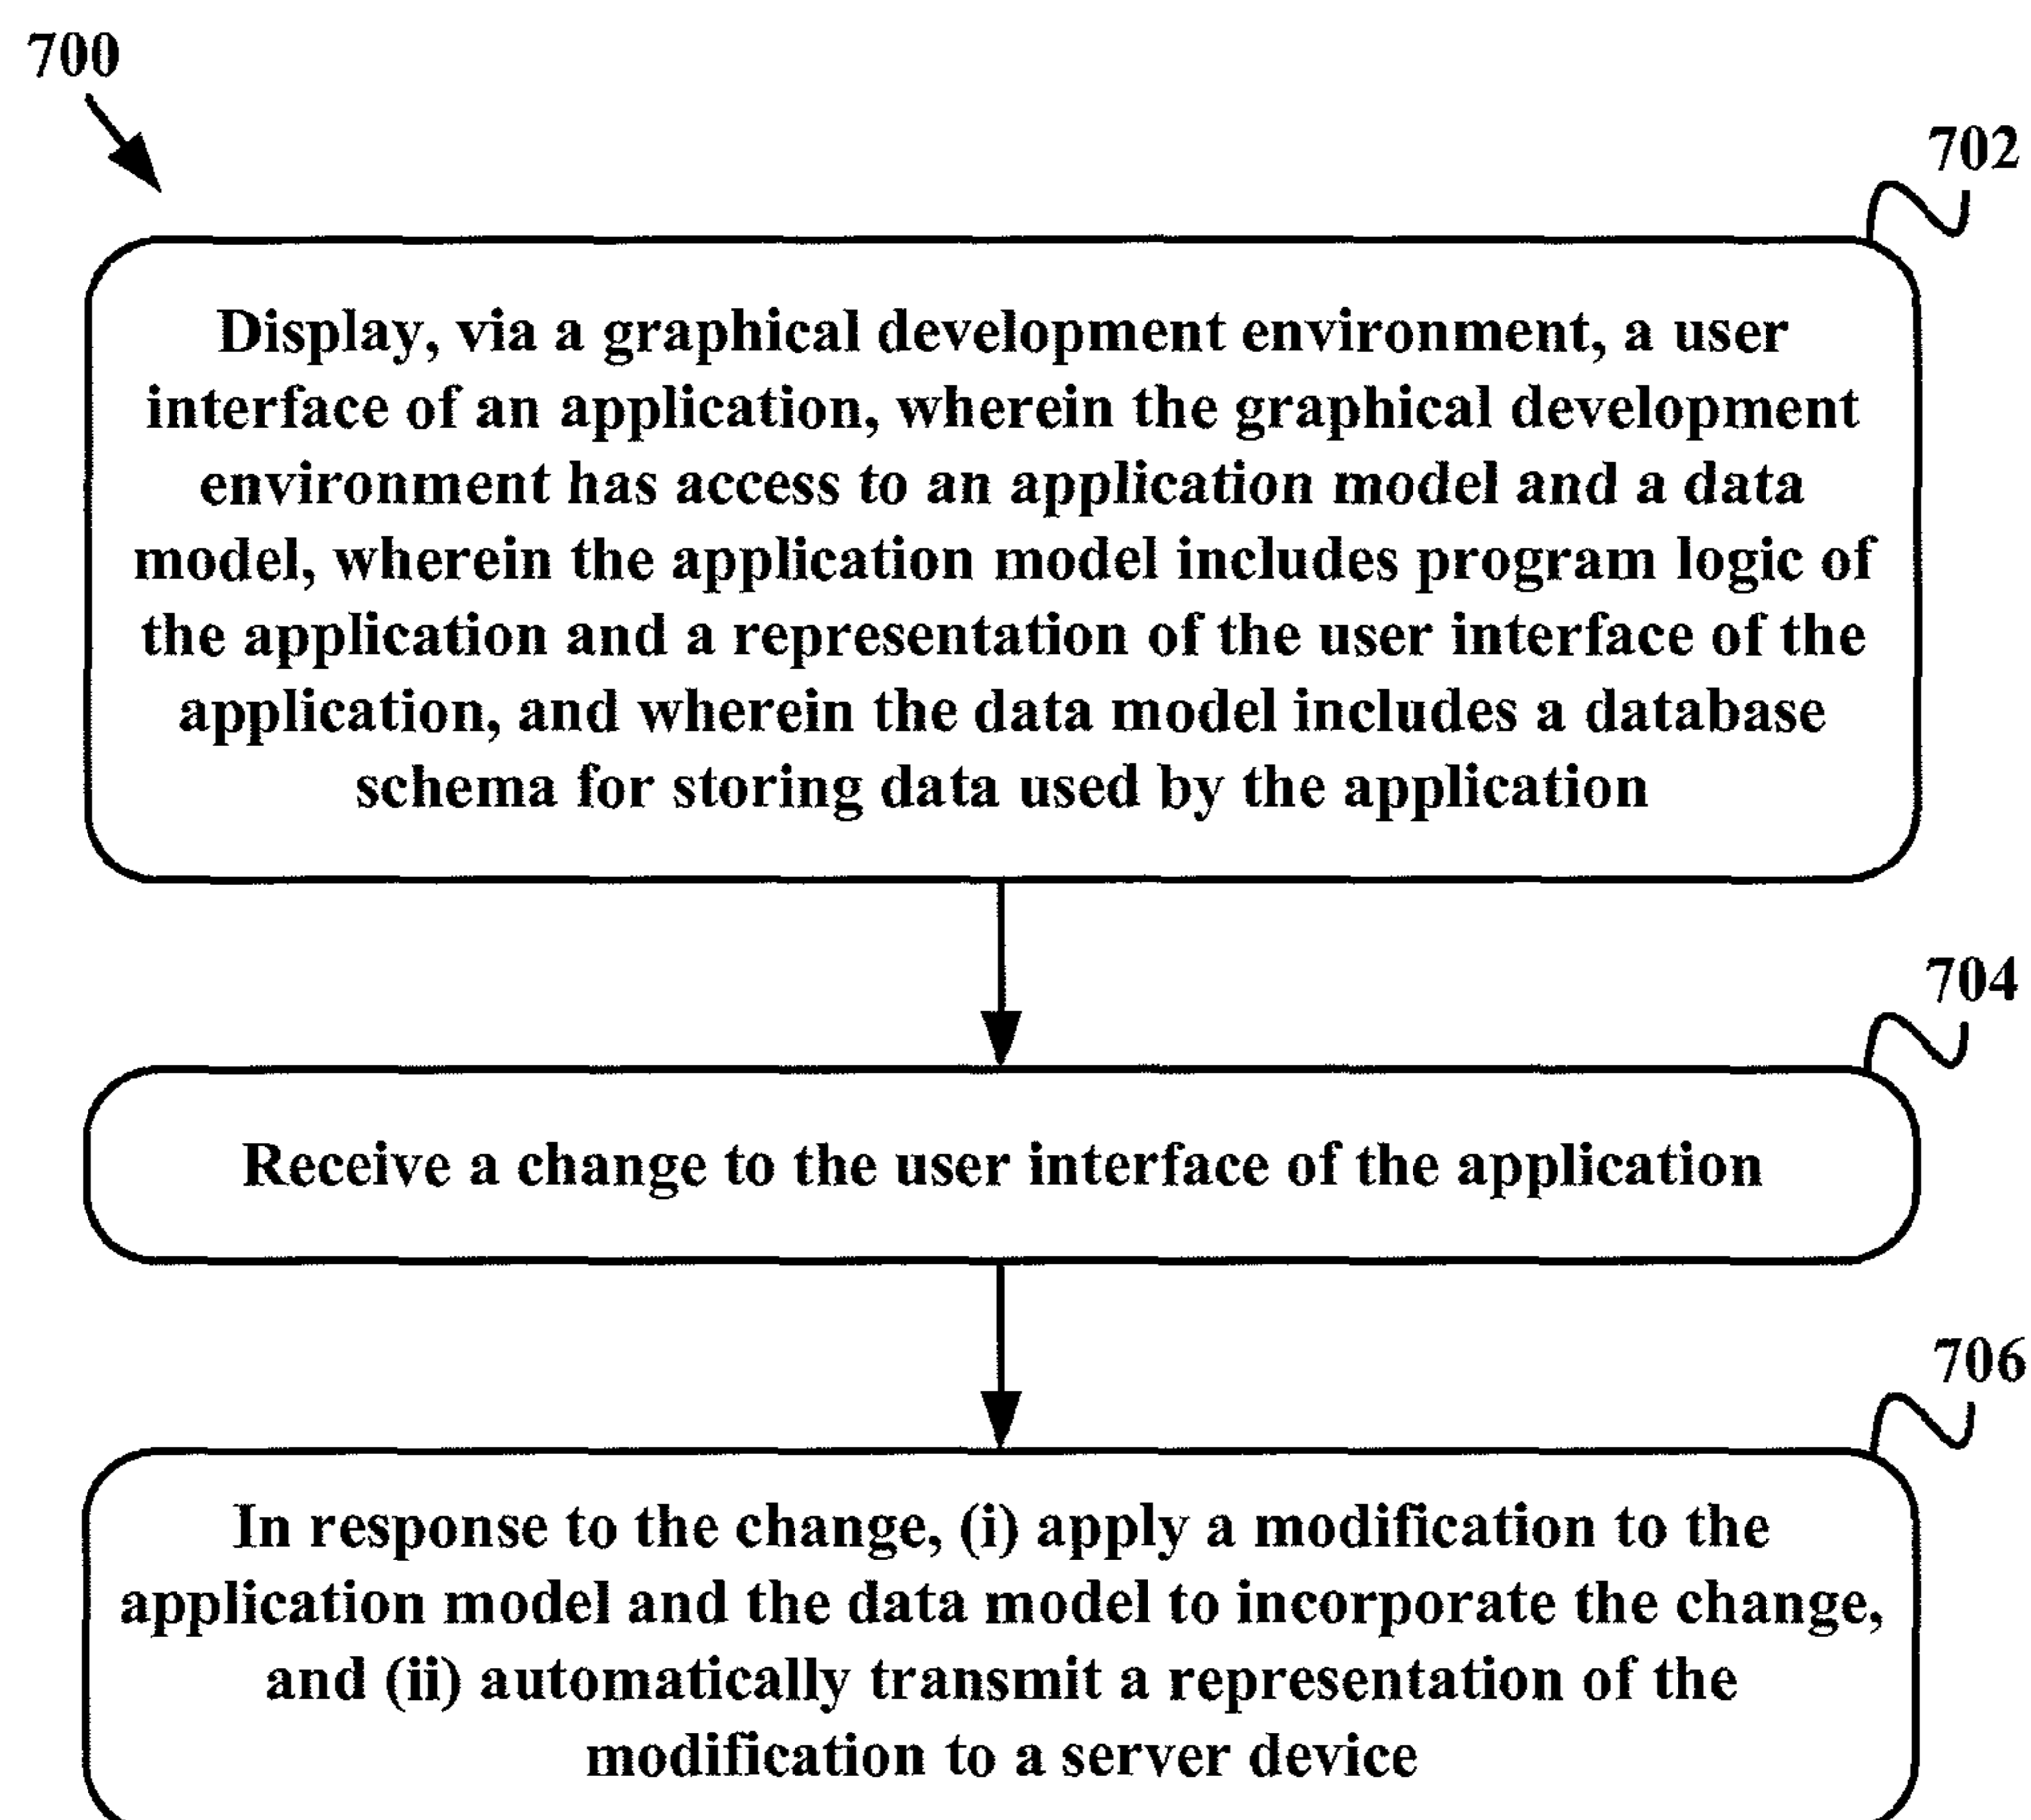 700
702
Display, via a graphical development environment, a user
interface of an application, wherein the graphical development
environment has access to an application model and a data
model, wherein the application model includes program logic of
the application and a representation of the user interface of the
application, and wherein the data model includes a database
schema for storing data used by the application
704
Receive a change to the user interface of the application
706
In response to the change, (i) apply a modification to the
application model and the data model to incorporate the change,
and (ii) automatically transmit a representation of the
modification to a server device